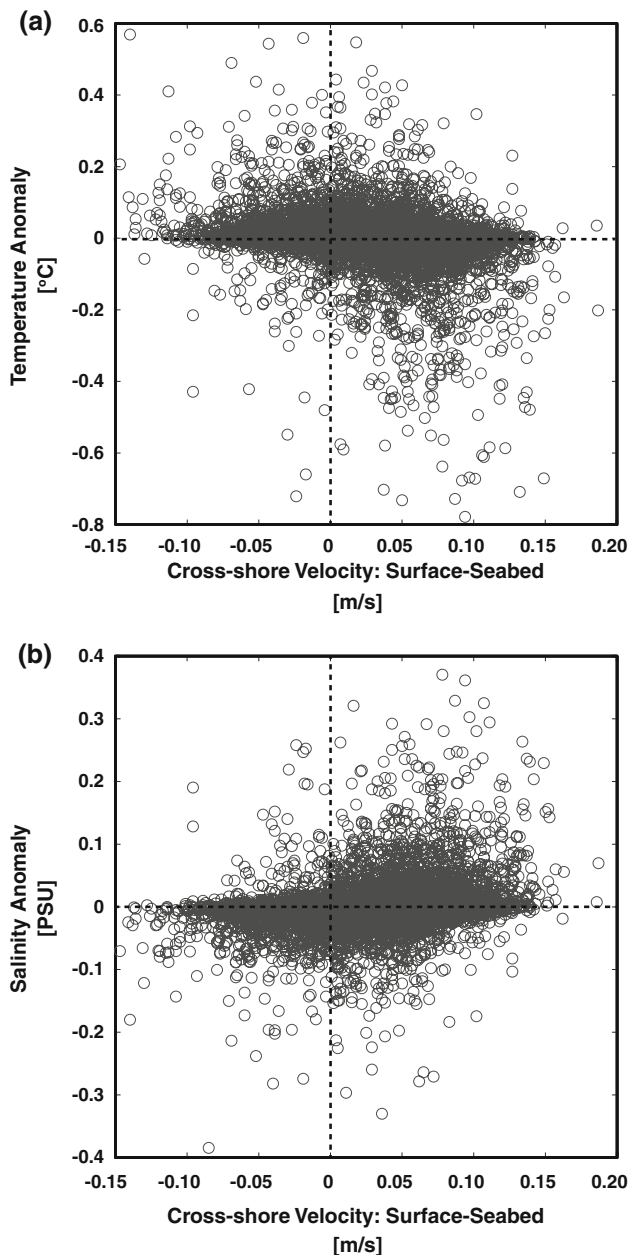 (a)
0.6
0.4
0.2
0
-0.2
-0.4
-0.6
-0.8
Temperature Anomaly
[°C]
-0.15 -0.10 -0.05 0 0.05 0.10 0.15 0.20
Cross-shore Velocity: Surface-Seabed
[m/s]
(b)
0.4
0.3
0.2
0.1
0
-0.1
-0.2
-0.3
-0.4
Salinity Anomaly
[PSU]
-0.15 -0.10 -0.05 0 0.05 0.10 0.15 0.20
Cross-shore Velocity: Surface-Seabed
[m/s]